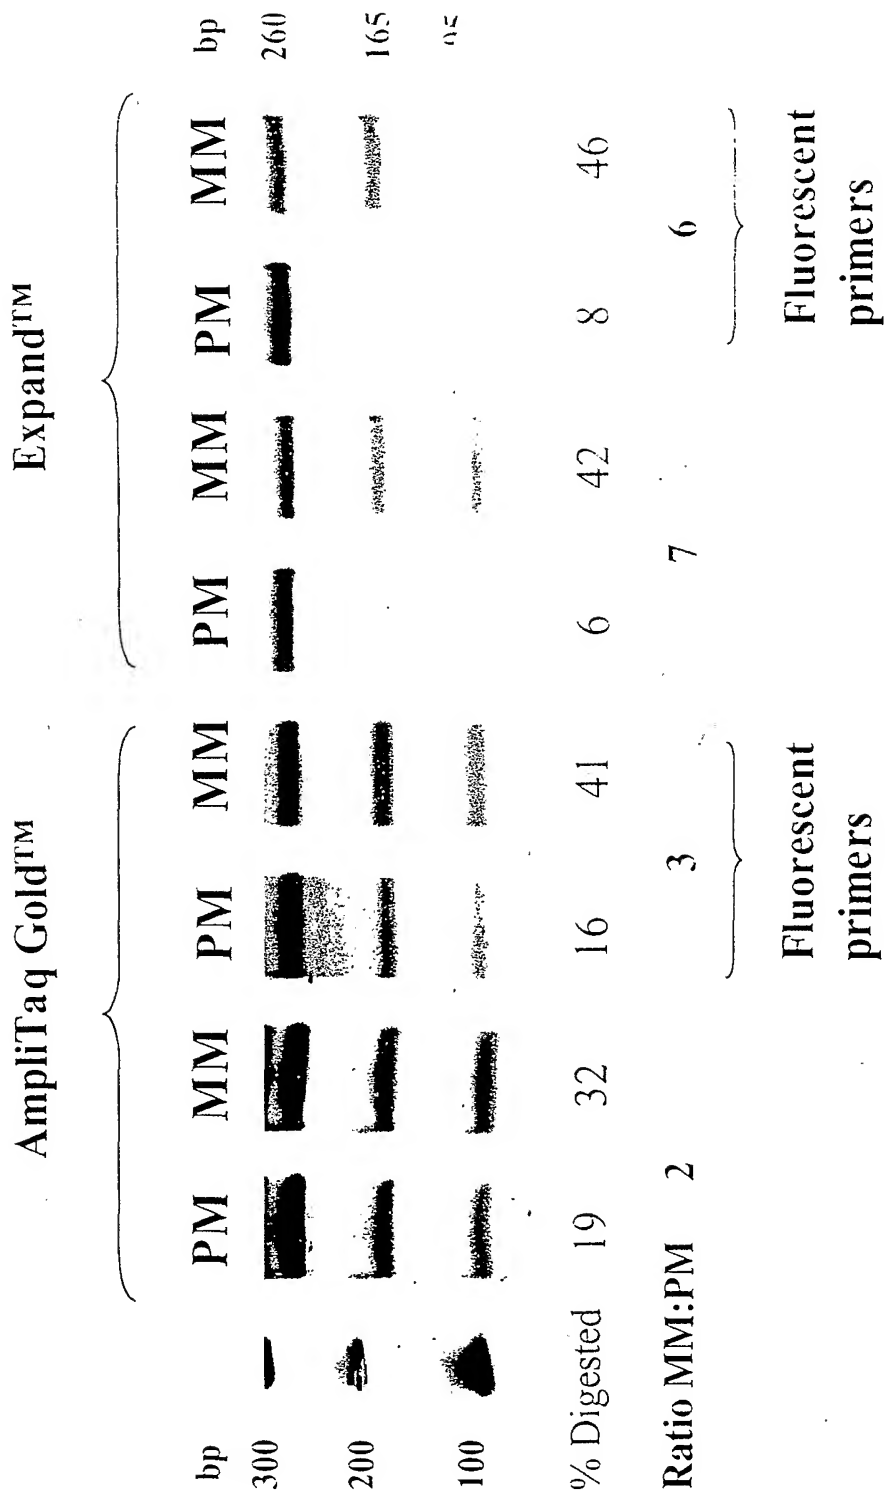 AmpliTaq Gold™ Expand™
bp PM MM PM MM PM MM PM MM bp
300 260
200 165
100
% Digested 19 32 16 41 6 42 8 46
Ratio MM:PM 2 3 7 6
Fluorescent Fluorescent
primers primers